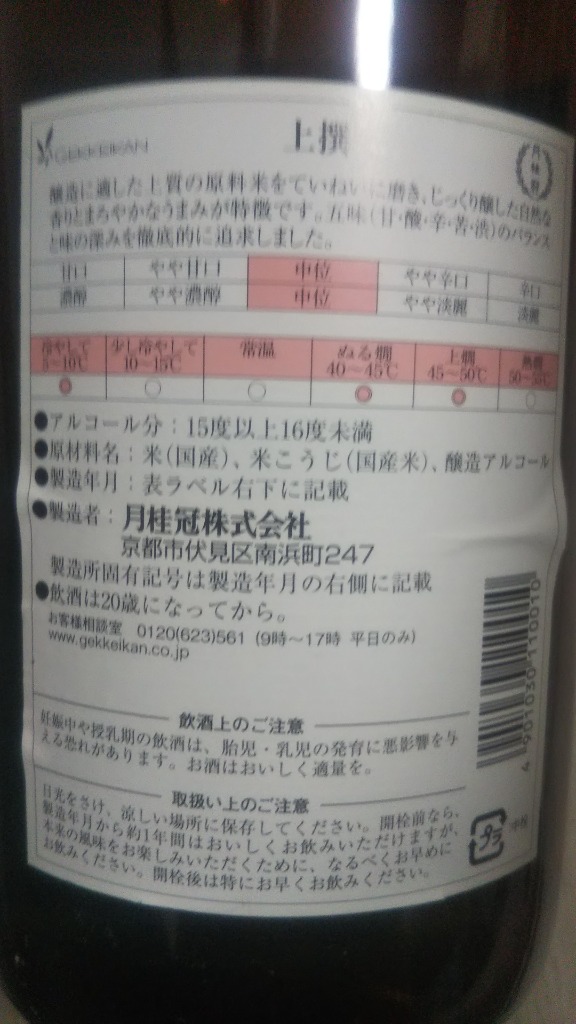 GEKKEIKAN
上撰
醸造に適した上質の原料米をていねいに磨き、じっくり醸した自然な
香りとまろやかなうまみが特徴です。五味(甘・酸・辛・苦・渋)のバランス
と味の深みを徹底的に追求しました。
甘口 やや甘口 中位 やや辛口 辛口
濃醇 やや濃醇 中位 やや淡麗 淡麗
冷やして 少し冷やして 常温 ぬる燗 上燗 熱燗
5～10℃ 10～15℃ 40～45℃ 45～50℃ 50～55℃
◎ ○ ○ ◎ ◎ ○
●アルコール分：15度以上16度未満
●原材料名：米(国産)、米こうじ(国産米)、醸造アルコール
●製造年月：表ラベル右下に記載
●製造者：月桂冠株式会社
京都市伏見区南浜町247
製造所固有記号は製造年月の右側に記載
●飲酒は20歳になってから。
お客様相談室 0120(623)561 (9時～17時 平日のみ)
www.gekkeikan.co.jp
4 901030 110010
飲酒上のご注意
妊娠中や授乳期の飲酒は、胎児・乳児の発育に悪影響を与
える恐れがあります。お酒はおいしく適量を。
取扱い上のご注意
日光をさけ、涼しい場所に保存してください。開栓前なら、
製造年月から約1年間はおいしくお飲みいただけますが、
本来の風味をお楽しみいただくために、なるべくお早めに
お飲みください。開栓後は特にお早くお飲みください。
プラ